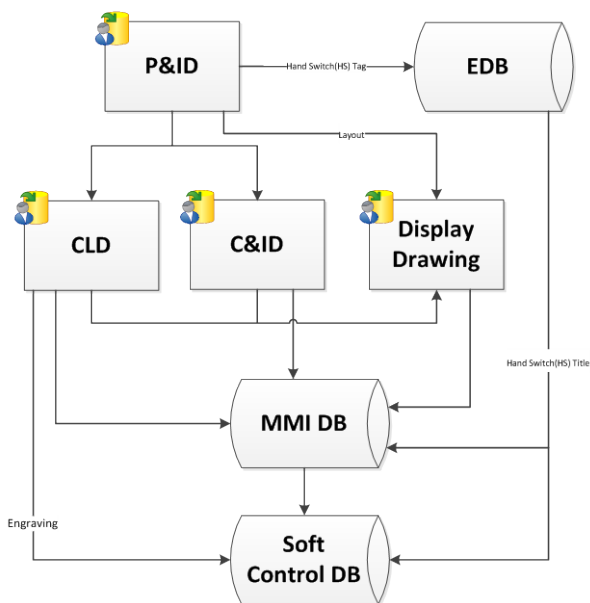 P&ID
Hand Switch(HS) Tag
EDB
Layout
CLD
C&ID
Display
Drawing
Hand Switch(HS) Title
MMI DB
Engraving
Soft
Control DB